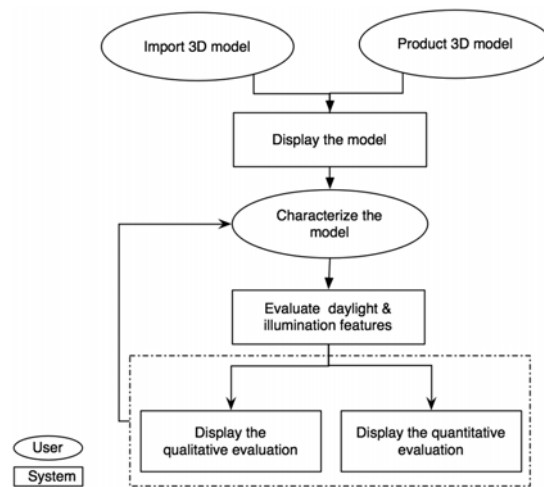 Import 3D model
Product 3D model
Display the model
Characterize the
model
Evaluate daylight &
illumination features
Display the
qualitative evaluation
Display the quantitative
evaluation
User
System